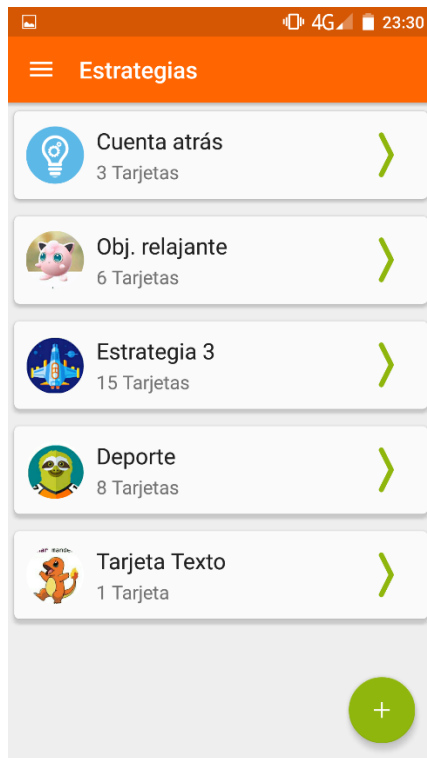 4G 23:30
Estrategias
Cuenta atrás
3 Tarjetas
Obj. relajante
6 Tarjetas
Estrategia 3
15 Tarjetas
Deporte
8 Tarjetas
Tarjeta Texto
1 Tarjeta
+